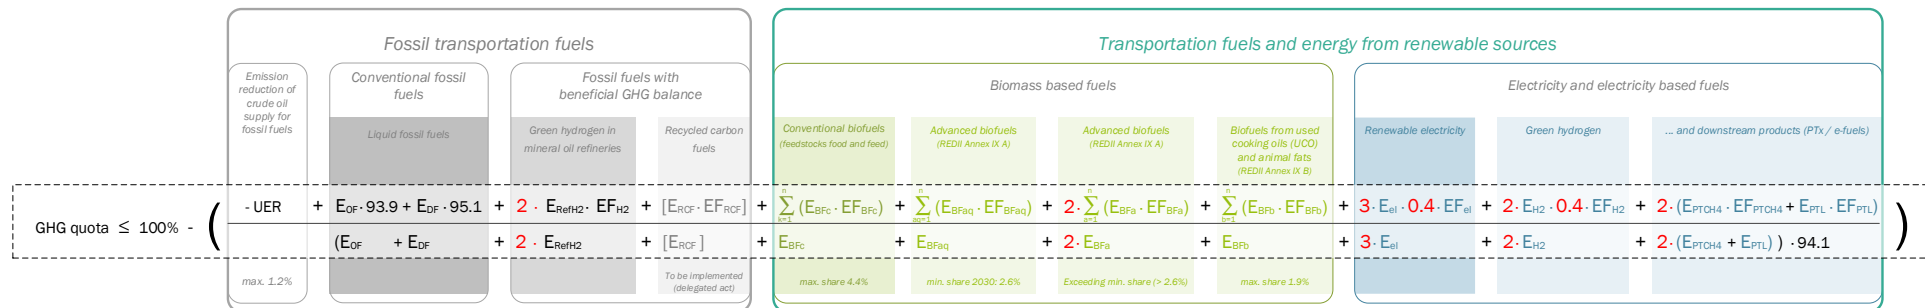 Fossil transportation fuels
Transportation fuels and energy from renewable sources
Emission
reduction of
crude oil
supply for
fossil fuels
Conventional fossil
fuels
Fossil fuels with
beneficial GHG balance
Biomass based fuels
Electricity and electricity based fuels
Liquid fossil fuels
Green hydrogen in
mineral oil refineries
Recycled carbon
fuels
Conventional biofuels
(feedstocks food and feed)
Advanced biofuels
(REDII Annex IX A)
Advanced biofuels
(REDII Annex IX A)
Biofuels from used
cooking oils (UCO)
and animal fats
(REDII Annex IX B)
Renewable electricity
Green hydrogen
... and downstream products (PTx / e-fuels)
GHG quota ≤ 100% - (
- UER + E_OF · 93.9 + E_DF · 95.1 + 2 · E_RefH2 · EF_H2 + [E_RCF · EF_RCF] + ∑_{k=1}^{n} (E_BFc · EF_BFc) + ∑_{aq=1}^{n} (E_BFaq · EF_BFaq) + 2· ∑_{a=1}^{n} (E_BFa · EF_BFa) + ∑_{b=1}^{n} (E_BFb · EF_BFb) + 3· E_el · 0.4 · EF_el + 2· E_H2 · 0.4 · EF_H2 + 2· (E_PTCH4 · EF_PTCH4 + E_PTL · EF_PTL)
(E_OF + E_DF + 2 · E_RefH2 + [E_RCF ] + E_BFc + E_BFaq + 2· E_BFa + E_BFb + 3· E_el + 2· E_H2 + 2· (E_PTCH4 + E_PTL) ) · 94.1
)
max. 1.2%
To be implemented
(delegated act)
max. share 4.4%
min. share 2030: 2.6%
Exceeding min. share (> 2.6%)
max. share 1.9%